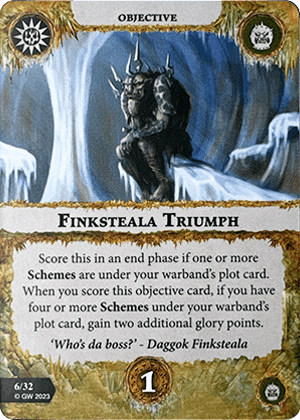 OBJECTIVE
FINKSTEALA TRIUMPH
Score this in an end phase if one or more
Schemes are under your warband's plot card.
When you score this objective card, if you have
four or more Schemes under your warband's
plot card, gain two additional glory points.
'Who's da boss?' - Daggok Finksteala
6/32
© GW 2023
1